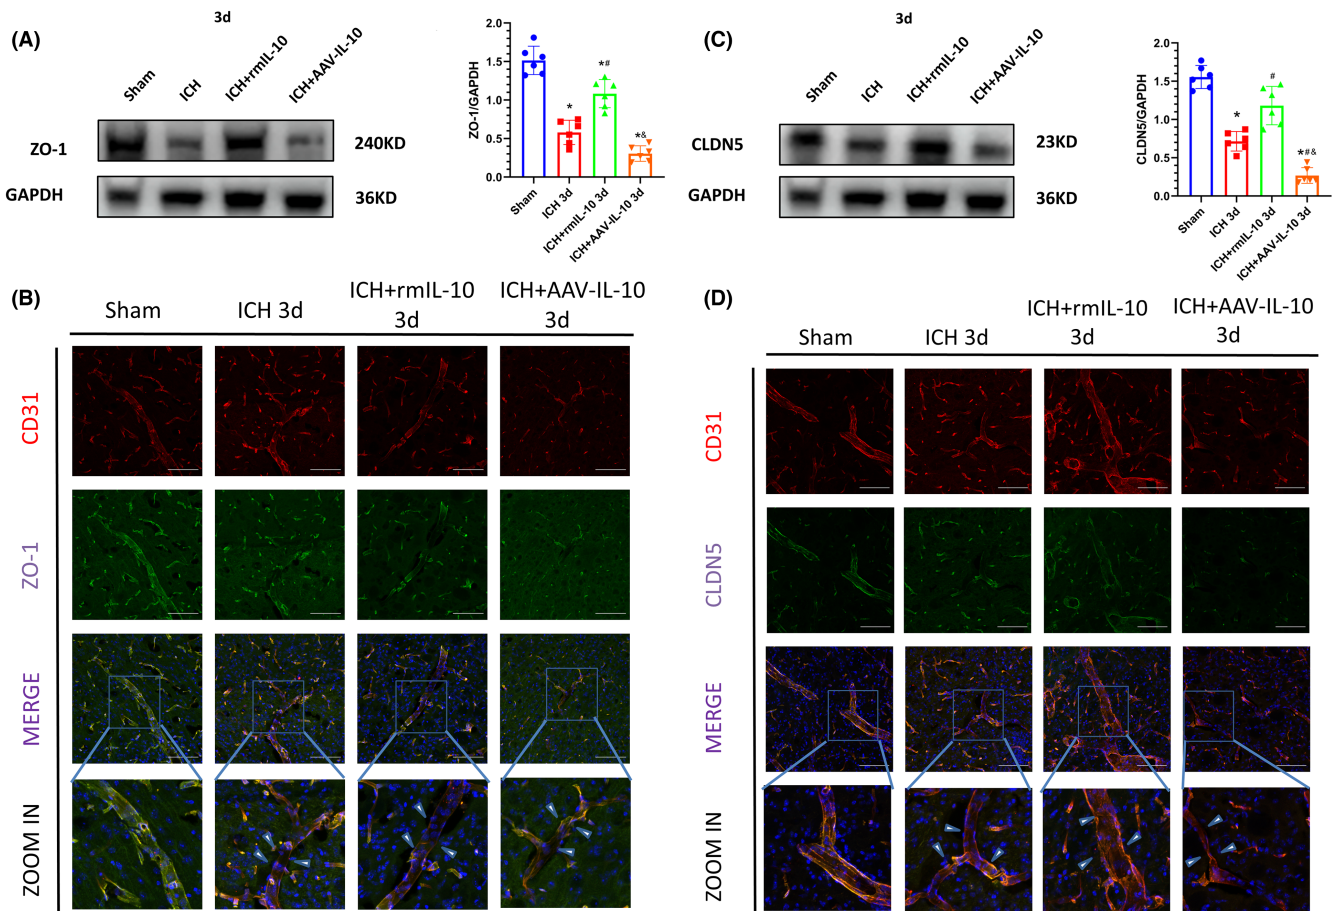 (A)
3d
Sham
ICH
ICH+rmIL-10
ICH+AAV-IL-10
ZO-1
240KD
GAPDH
36KD
ZO-1/GAPDH
2.0
1.5
1.0
0.5
0.0
*
*#
*&
Sham
ICH 3d
ICH+rmIL-10 3d
ICH+AAV-IL-10 3d
(C)
3d
Sham
ICH
ICH+rmIL-10
ICH+AAV-IL-10
CLDN5
23KD
GAPDH
36KD
CLDN5/GAPDH
2.0
1.5
1.0
0.5
0.0
*
#
*#&
Sham
ICH 3d
ICH+rmIL-10 3d
ICH+AAV-IL-10 3d
(B)
Sham
ICH 3d
ICH+rmIL-10
3d
ICH+AAV-IL-10
3d
CD31
ZO-1
MERGE
ZOOM IN
(D)
Sham
ICH 3d
ICH+rmIL-10
3d
ICH+AAV-IL-10
3d
CD31
CLDN5
MERGE
ZOOM IN